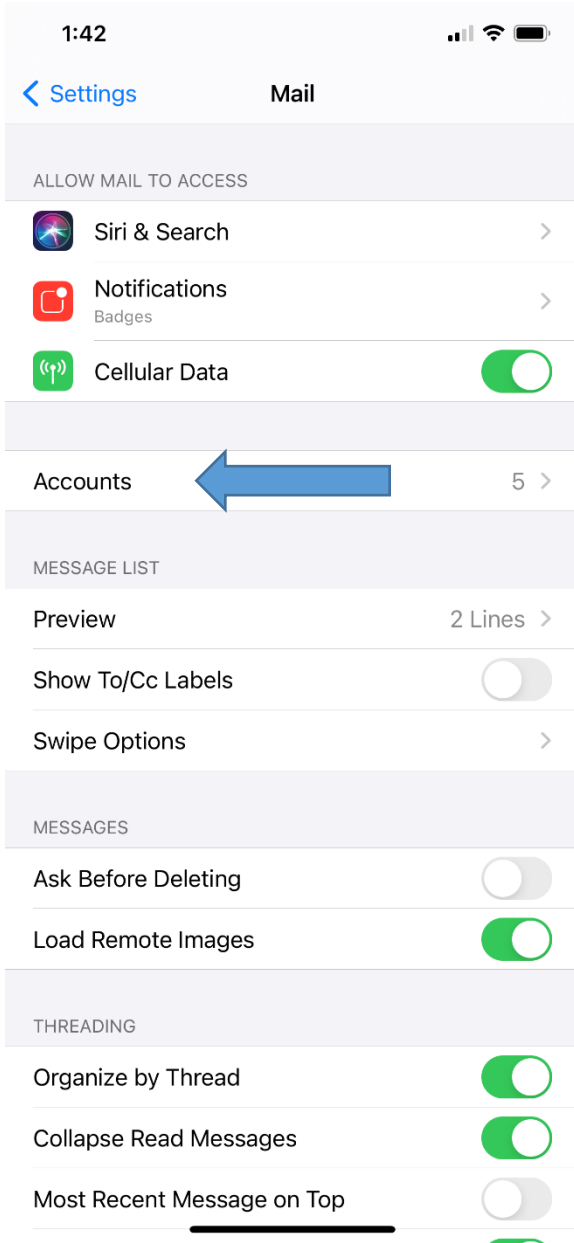 1:42
Settings
Mail
ALLOW MAIL TO ACCESS
Siri & Search
Notifications
Badges
Cellular Data
Accounts 5
MESSAGE LIST
Preview 2 Lines
Show To/Cc Labels
Swipe Options
MESSAGES
Ask Before Deleting
Load Remote Images
THREADING
Organize by Thread
Collapse Read Messages
Most Recent Message on Top